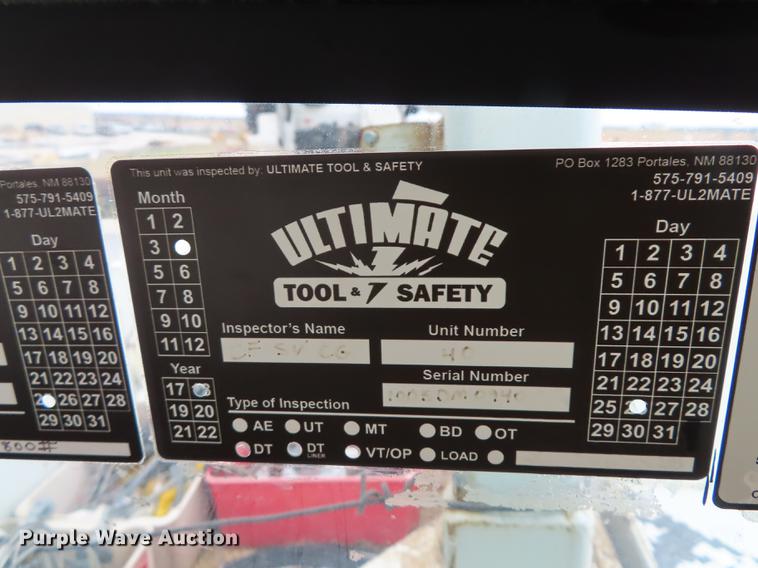 Portales, NM 88130
575-791-5409
1-877-UL2MATE
Day
1 2 3 4
5 6 7 8
9 10 11 12
13 14 15 16
17 18 19 20
21 22 23 24
26 27 28
29 30 31
800#
This unit was inspected by: ULTIMATE TOOL & SAFETY
PO Box 1283 Portales, NM 88130
575-791-5409
1-877-UL2MATE
Month
1 2
3
5 6
7 8
9 10
11 12
Year
17
19 20
21 22
ULTIMATE
TOOL & SAFETY
Inspector's Name
Unit Number
40
Serial Number
Type of Inspection
AE UT MT BD OT
DT DT LINER VT/OP LOAD
Day
1 2 3 4
5 6 7 8
9 10 11 12
13 14 15 16
17 18 19 20
21 22 23 24
25 27 28
29 30 31
Purple Wave Auction